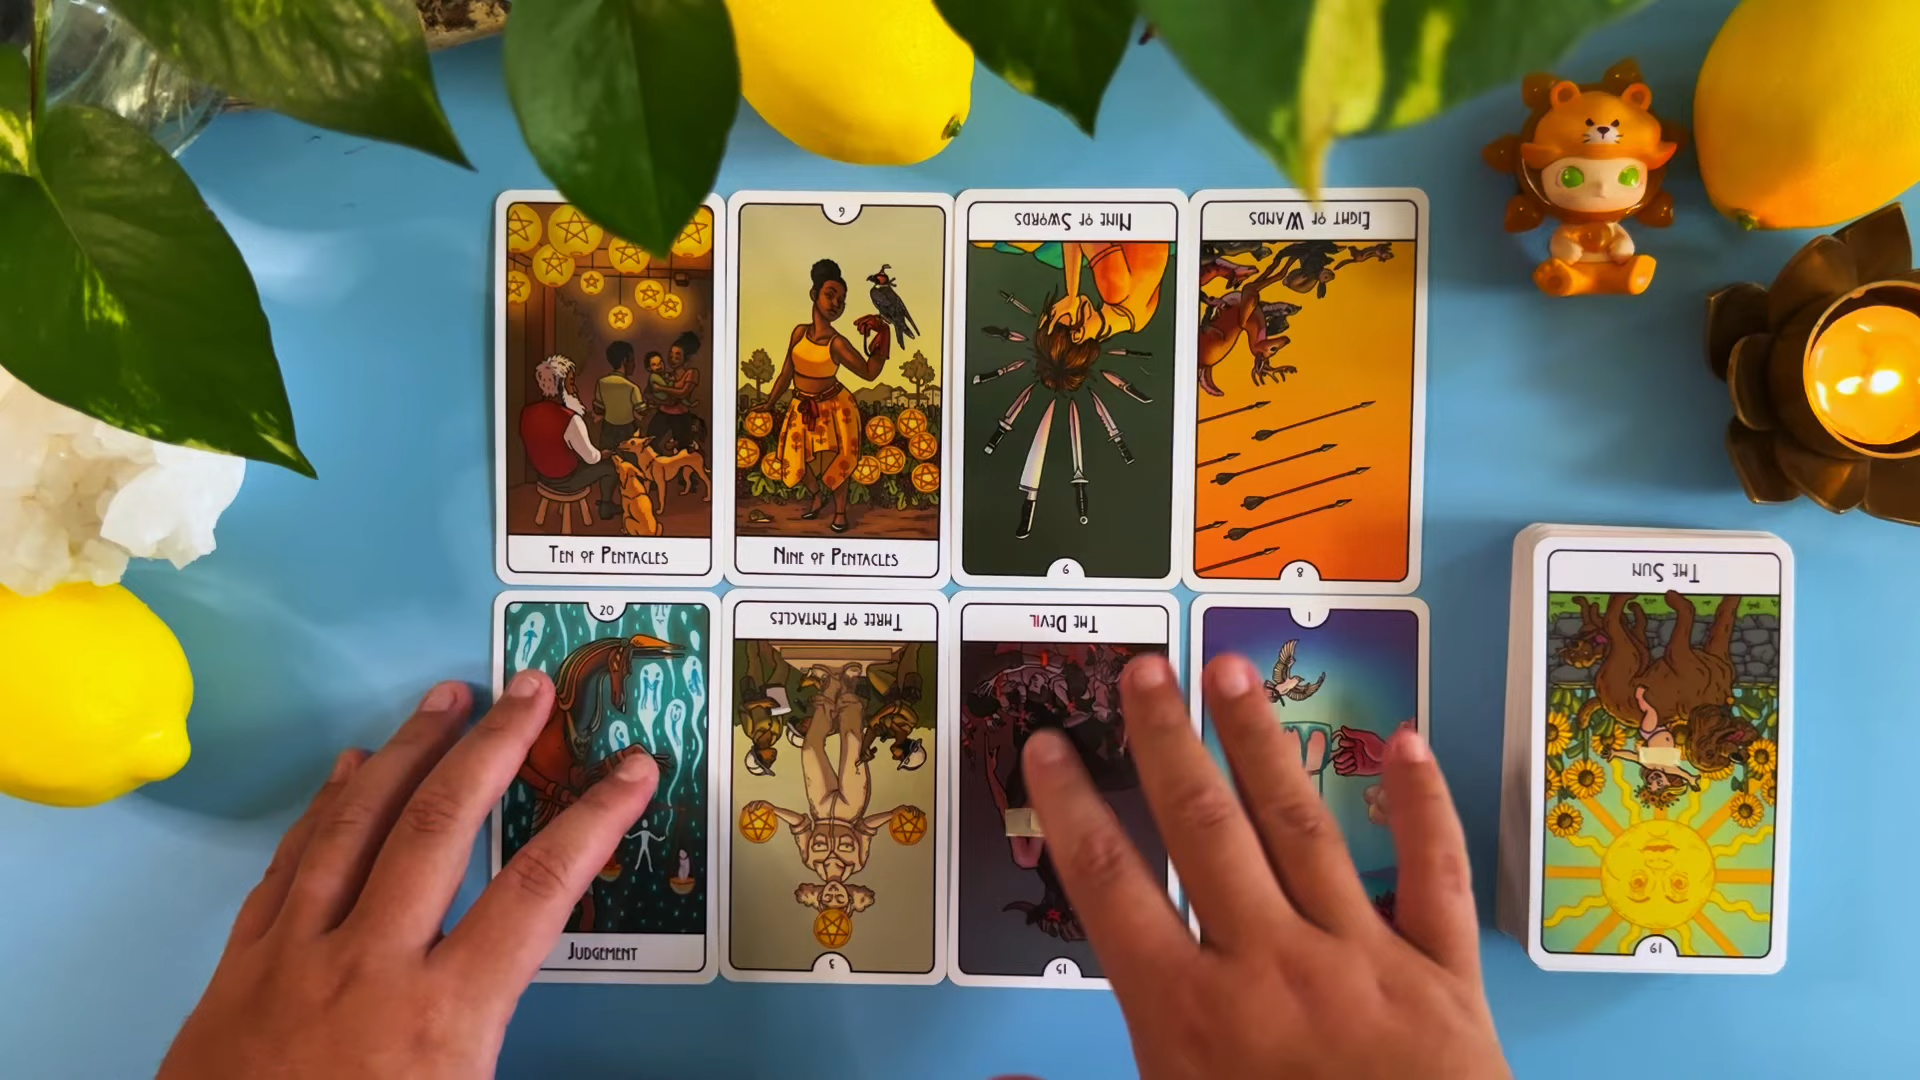 TEN OF PENTACLES
9
NINE OF PENTACLES
NINE OF SWORDS
9
EIGHT OF WANDS
8
20
JUDGEMENT
THREE OF PENTACLES
3
THE DEVIL
15
1
THE SUN
19